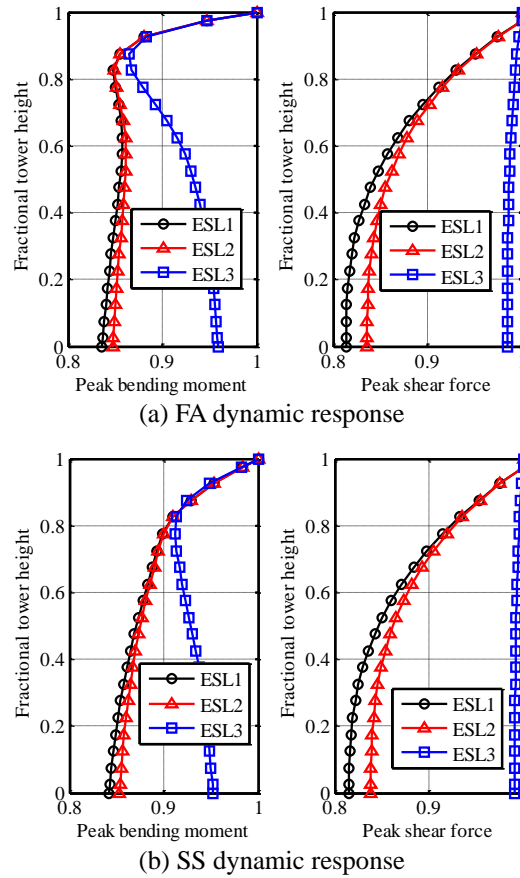 1
0.8
0.6
0.4
0.2
0
Fractional tower height
ESL1
ESL2
ESL3
0.8 0.9 1
Peak bending moment
1
0.8
0.6
0.4
0.2
0
Fractional tower height
ESL1
ESL2
ESL3
0.8 0.9
Peak shear force
(a) FA dynamic response
1
0.8
0.6
0.4
0.2
0
Fractional tower height
ESL1
ESL2
ESL3
0.8 0.9 1
Peak bending moment
1
0.8
0.6
0.4
0.2
0
Fractional tower height
ESL1
ESL2
ESL3
0.8 0.9
Peak shear force
(b) SS dynamic response